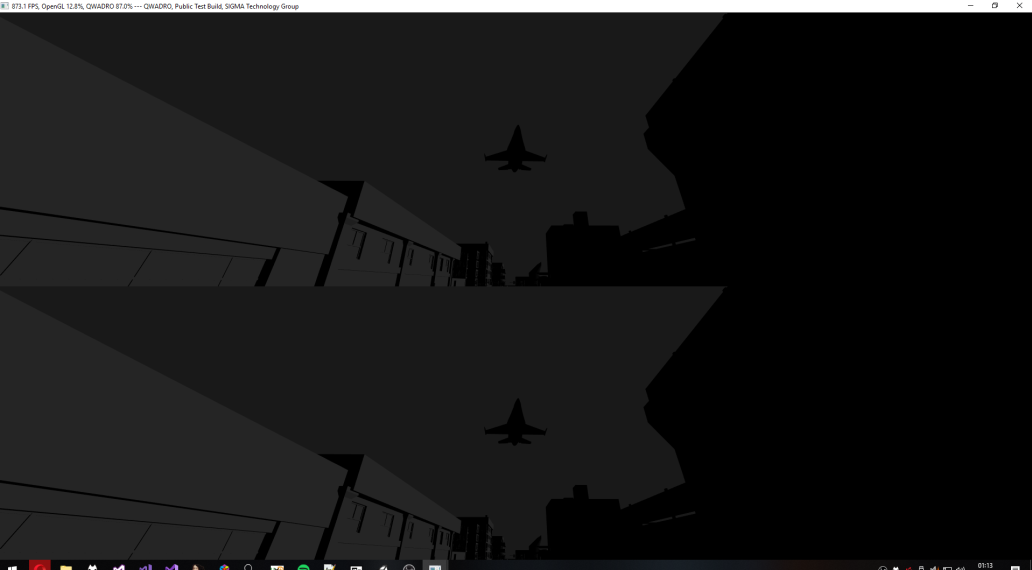 873.1 FPS, OpenGL 12.8%, QWADRO 87.0% --- QWADRO, Public Test Build, SIGMA Technology Group
01:13